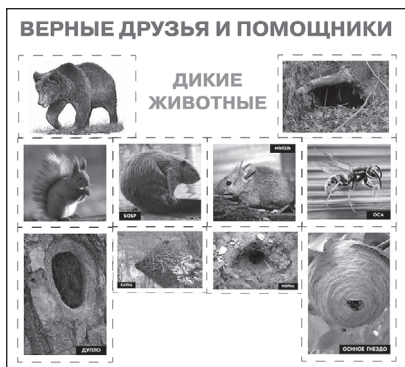 ВЕРНЫЕ ДРУЗЬЯ И ПОМОЩНИКИ
ДИКИЕ
ЖИВОТНЫЕ
МЫШЬ
БОБР
ОСА
ХАТКА
НОРКА
ДУПЛО
ОСИНОЕ ГНЕЗДО